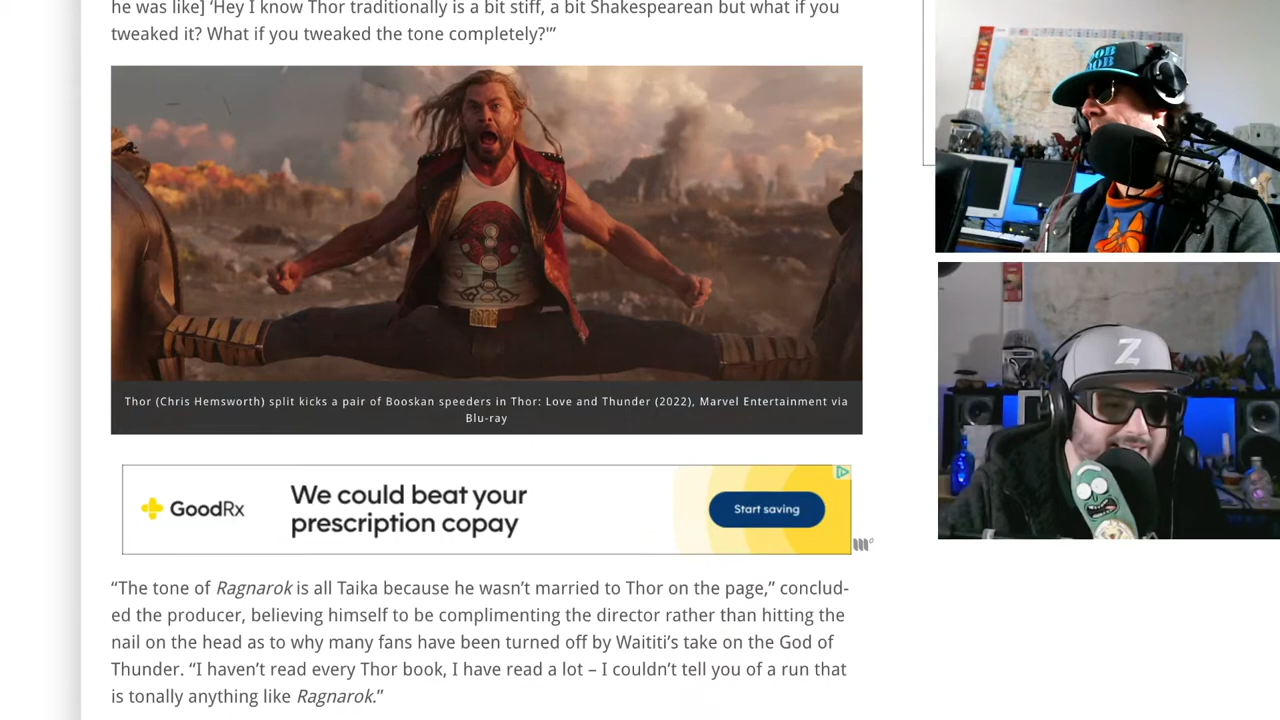 he was like] ‘Hey I know Thor traditionally is a bit stiff, a bit Shakespearean but what if you
tweaked it? What if you tweaked the tone completely?'”
Thor (Chris Hemsworth) split kicks a pair of Booskan speeders in Thor: Love and Thunder (2022), Marvel Entertainment via
Blu-ray
GoodRx
We could beat your
prescription copay
Start saving
“The tone of Ragnarok is all Taika because he wasn’t married to Thor on the page,” conclud-
ed the producer, believing himself to be complimenting the director rather than hitting the
nail on the head as to why many fans have been turned off by Waititi’s take on the God of
Thunder. “I haven’t read every Thor book, I have read a lot – I couldn’t tell you of a run that
is tonally anything like Ragnarok.”
Z